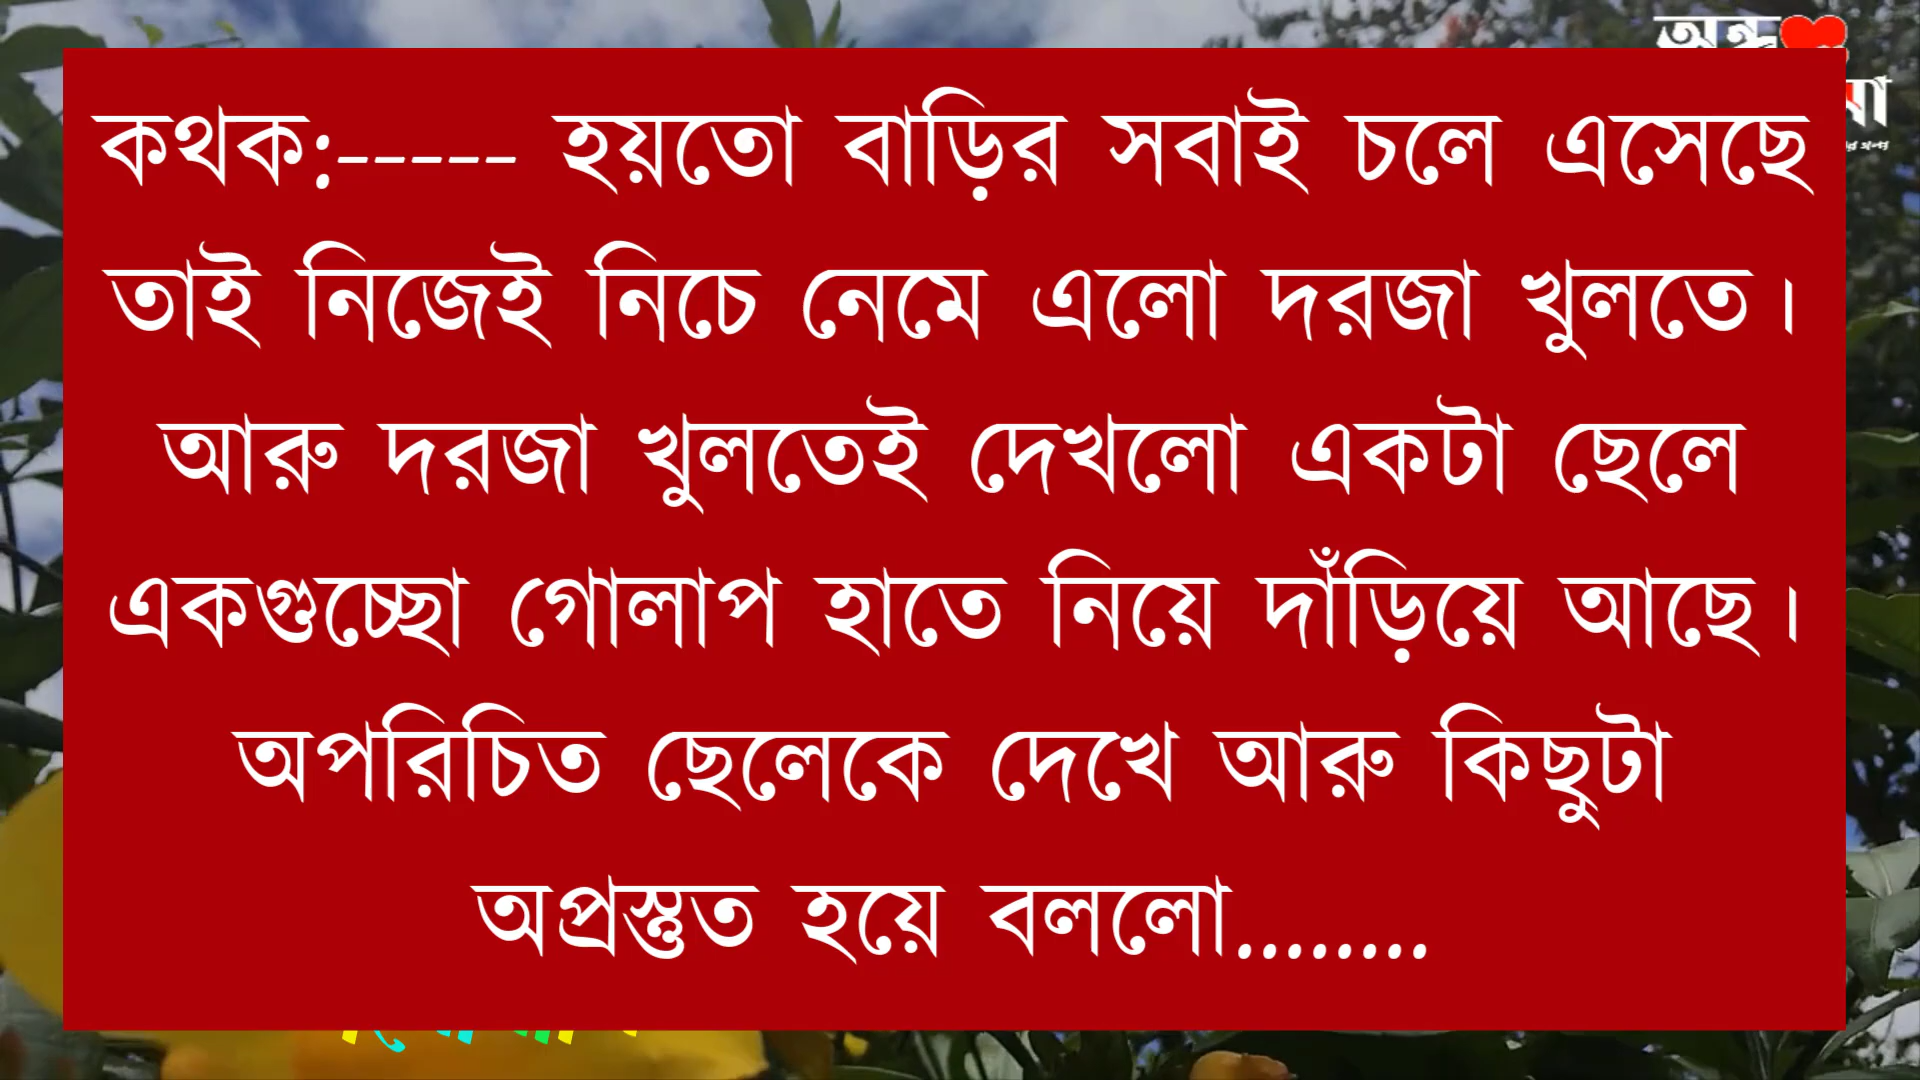 কথক:----- হয়তো বাড়ির সবাই চলে এসেছে
তাই নিজেই নিচে নেমে এলো দরজা খুলতে।
আরু দরজা খুলতেই দেখলো একটা ছেলে
একগুচ্ছো গোলাপ হাতে নিয়ে দাঁড়িয়ে আছে।
অপরিচিত ছেলেকে দেখে আরু কিছুটা
অপ্রস্তুত হয়ে বললো........